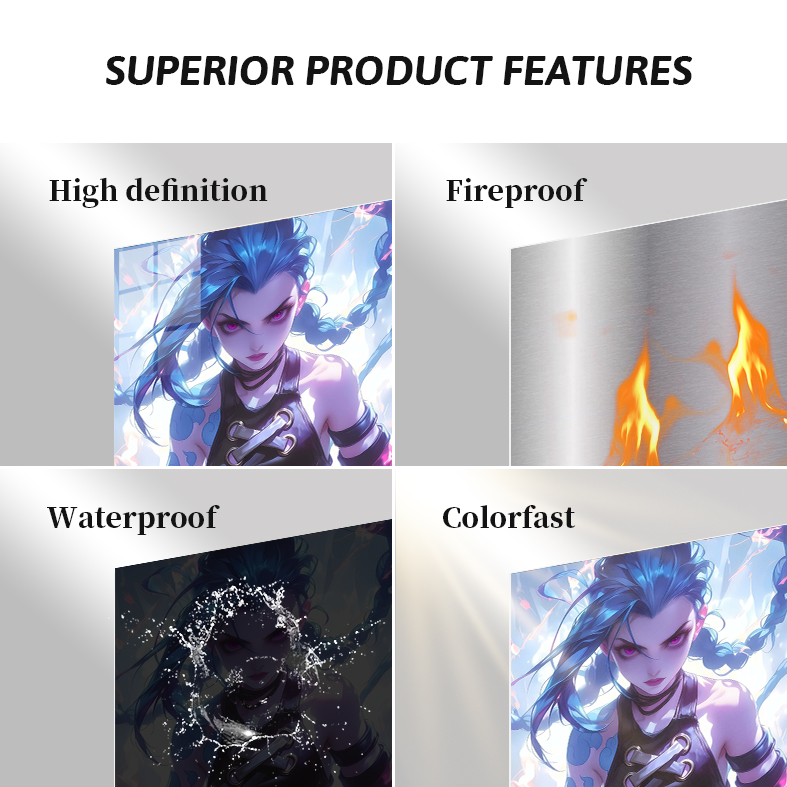 SUPERIOR PRODUCT FEATURES
High definition
Fireproof
Waterproof
Colorfast